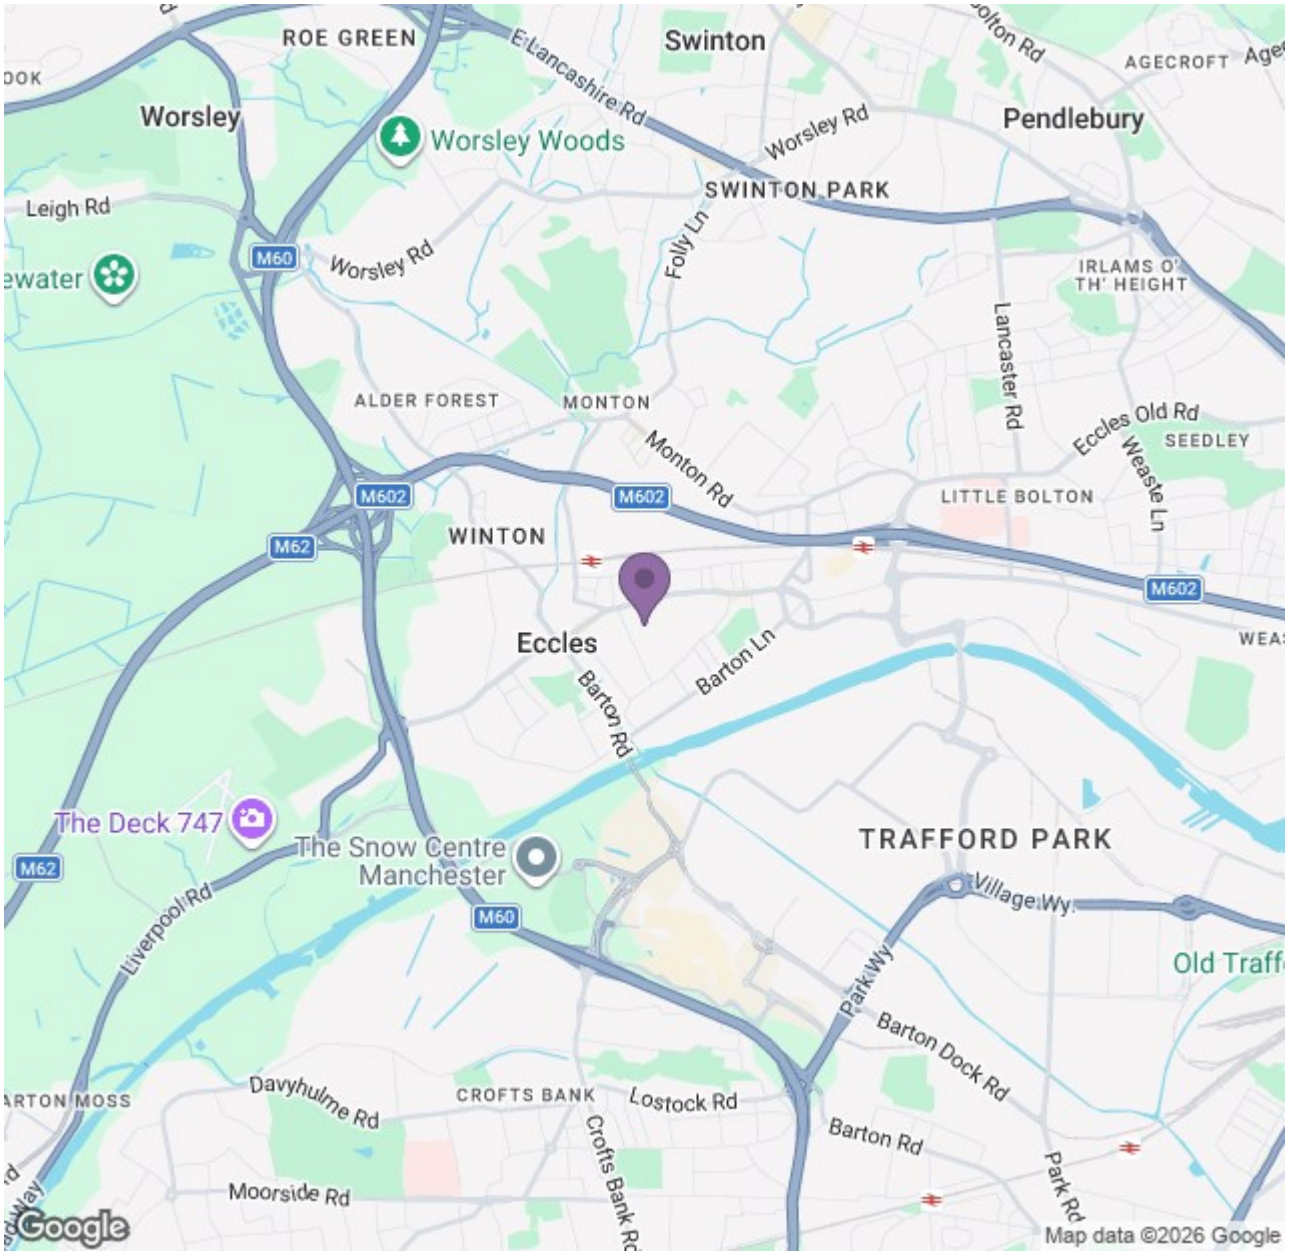 ROE GREEN
Swinton
E Lancashire Rd
olton Rd
AGECROFT
Age
OOK
Worsley
Worsley Woods
Worsley Rd
Pendlebury
SWINTON PARK
Leigh Rd
Folly Ln
M60
Worsley Rd
ewater
IRLAMS O'
TH' HEIGHT
Lancaster Rd
ALDER FOREST
MONTON
Monton Rd
Eccles Old Rd
SEEDLEY
Weaste Ln
M602
M602
LITTLE BOLTON
WINTON
M62
M602
Eccles
Barton Ln
WEAS
Barton Rd
The Deck 747
TRAFFORD PARK
The Snow Centre
Manchester
M62
Village Wy.
Liverpool Rd
M60
Old Traff
Park Wy
Barton Dock Rd
ARTON MOSS
Davyhulme Rd
CROFTS BANK
Lostock Rd
Barton Rd
Crofts Bank Rd
Moorside Rd
Park Rd
rd
ad Way
Google
Map data ©2026 Google